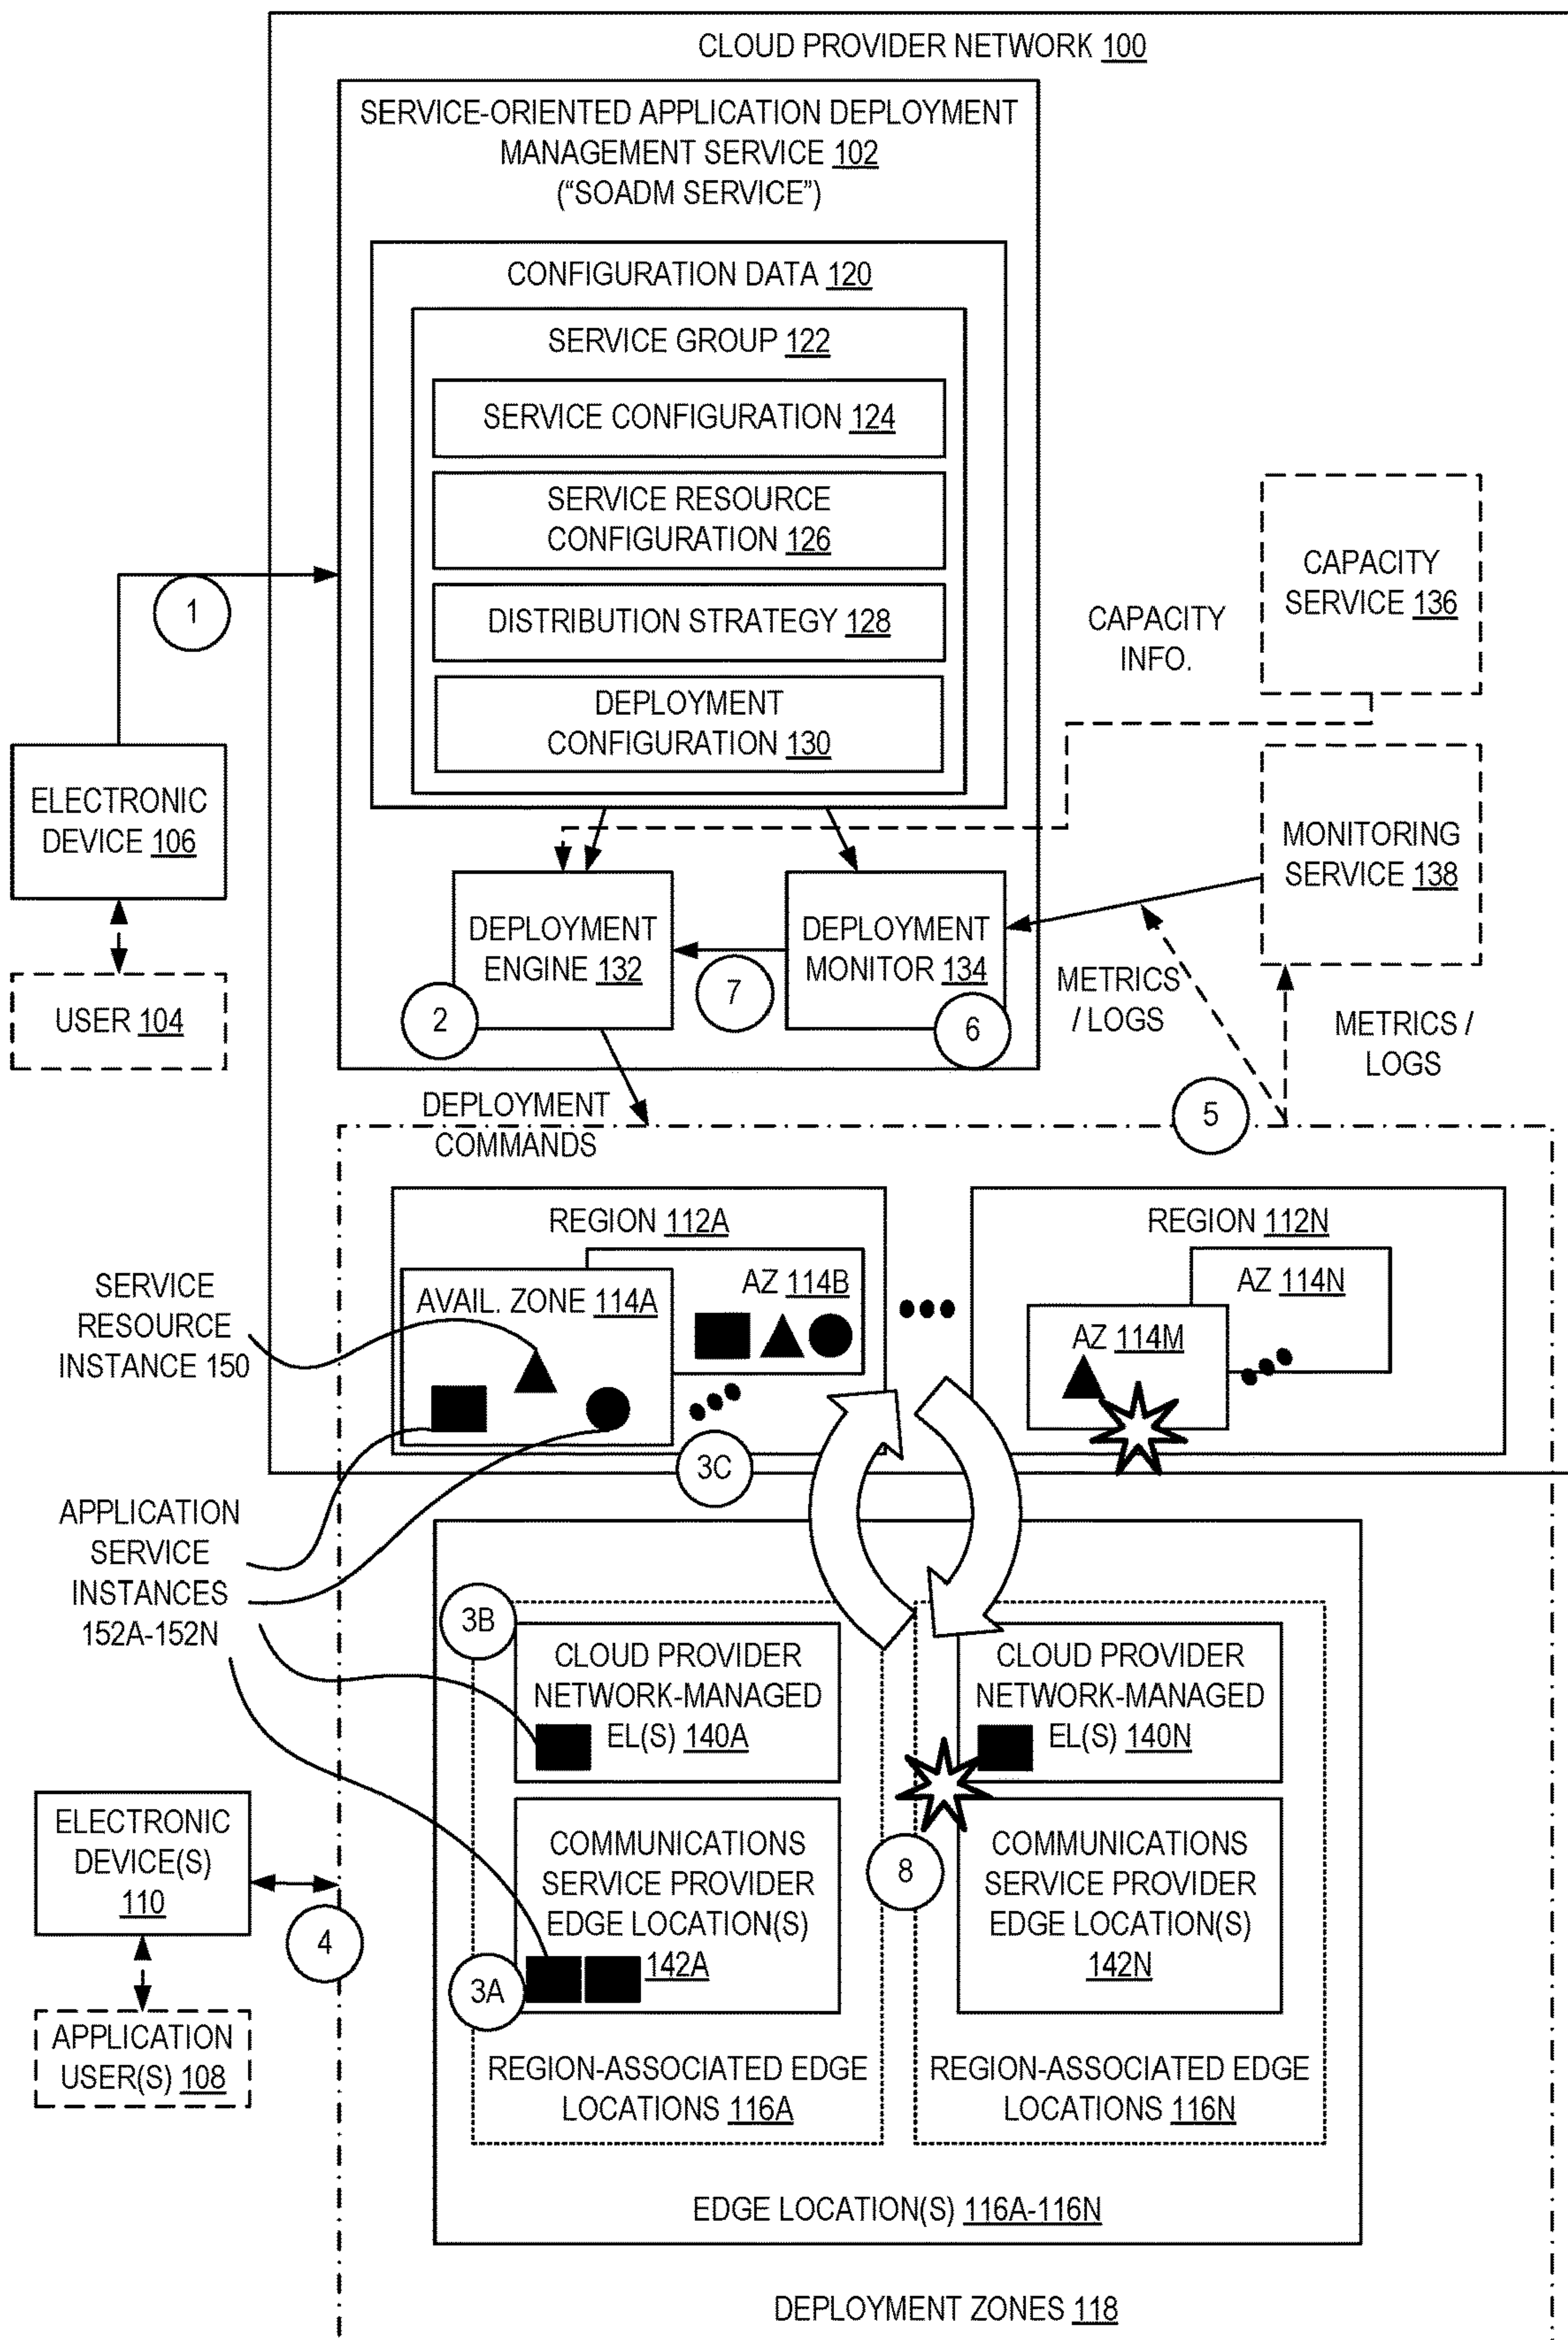 CLOUD PROVIDER NETWORK 100
SERVICE-ORIENTED APPLICATION DEPLOYMENT
MANAGEMENT SERVICE 102
(“SOADM SERVICE”)
CONFIGURATION DATA 120
SERVICE GROUP 122
SERVICE CONFIGURATION 124
SERVICE RESOURCE
CONFIGURATION 126
DISTRIBUTION STRATEGY 128
DEPLOYMENT
CONFIGURATION 130
1
ELECTRONIC
DEVICE 106
USER 104
CAPACITY
SERVICE 136
CAPACITY
INFO.
MONITORING
SERVICE 138
DEPLOYMENT
ENGINE 132
2
7
DEPLOYMENT
MONITOR 134
6
METRICS
/ LOGS
METRICS /
LOGS
5
DEPLOYMENT
COMMANDS
REGION 112A
AVAIL. ZONE 114A
AZ 114B
REGION 112N
AZ 114M
AZ 114N
SERVICE
RESOURCE
INSTANCE 150
3C
APPLICATION
SERVICE
INSTANCES
152A-152N
3B
CLOUD PROVIDER
NETWORK-MANAGED
EL(S) 140A
CLOUD PROVIDER
NETWORK-MANAGED
EL(S) 140N
COMMUNICATIONS
SERVICE PROVIDER
EDGE LOCATION(S)
142A
3A
8
COMMUNICATIONS
SERVICE PROVIDER
EDGE LOCATION(S)
142N
ELECTRONIC
DEVICE(S)
110
4
APPLICATION
USER(S) 108
REGION-ASSOCIATED EDGE
LOCATIONS 116A
REGION-ASSOCIATED EDGE
LOCATIONS 116N
EDGE LOCATION(S) 116A-116N
DEPLOYMENT ZONES 118